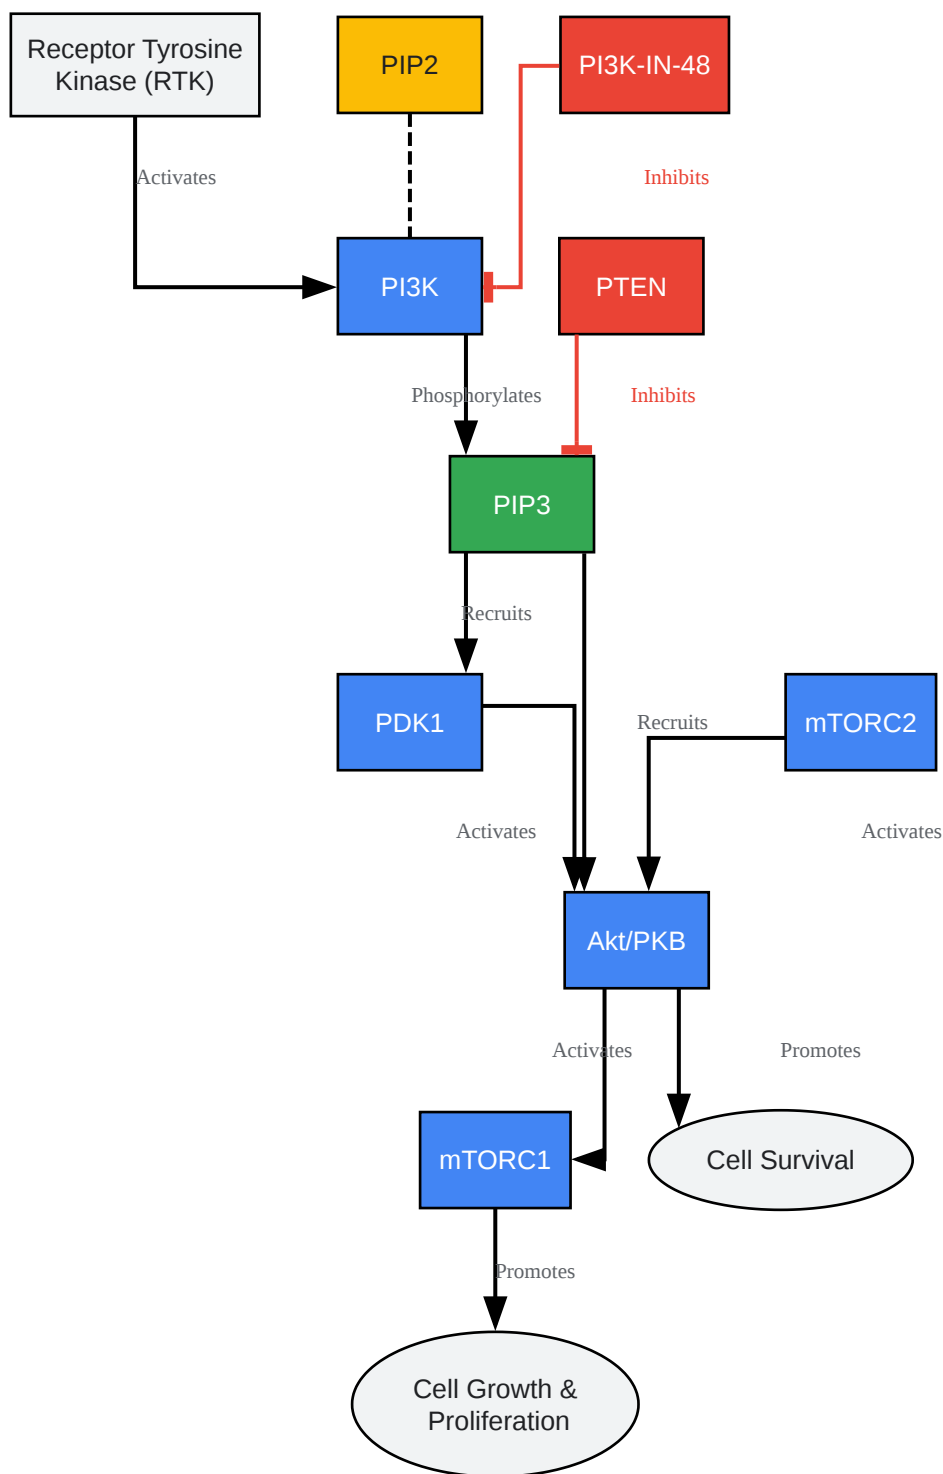 Receptor Tyrosine
Kinase (RTK)
PIP2
PI3K-IN-48
Activates
Inhibits
PI3K
PTEN
Phosphorylates
Inhibits
PIP3
Recruits
PDK1
Recruits
mTORC2
Activates
Activates
Akt/PKB
Activates
Promotes
mTORC1
Cell Survival
Promotes
Cell Growth &
Proliferation